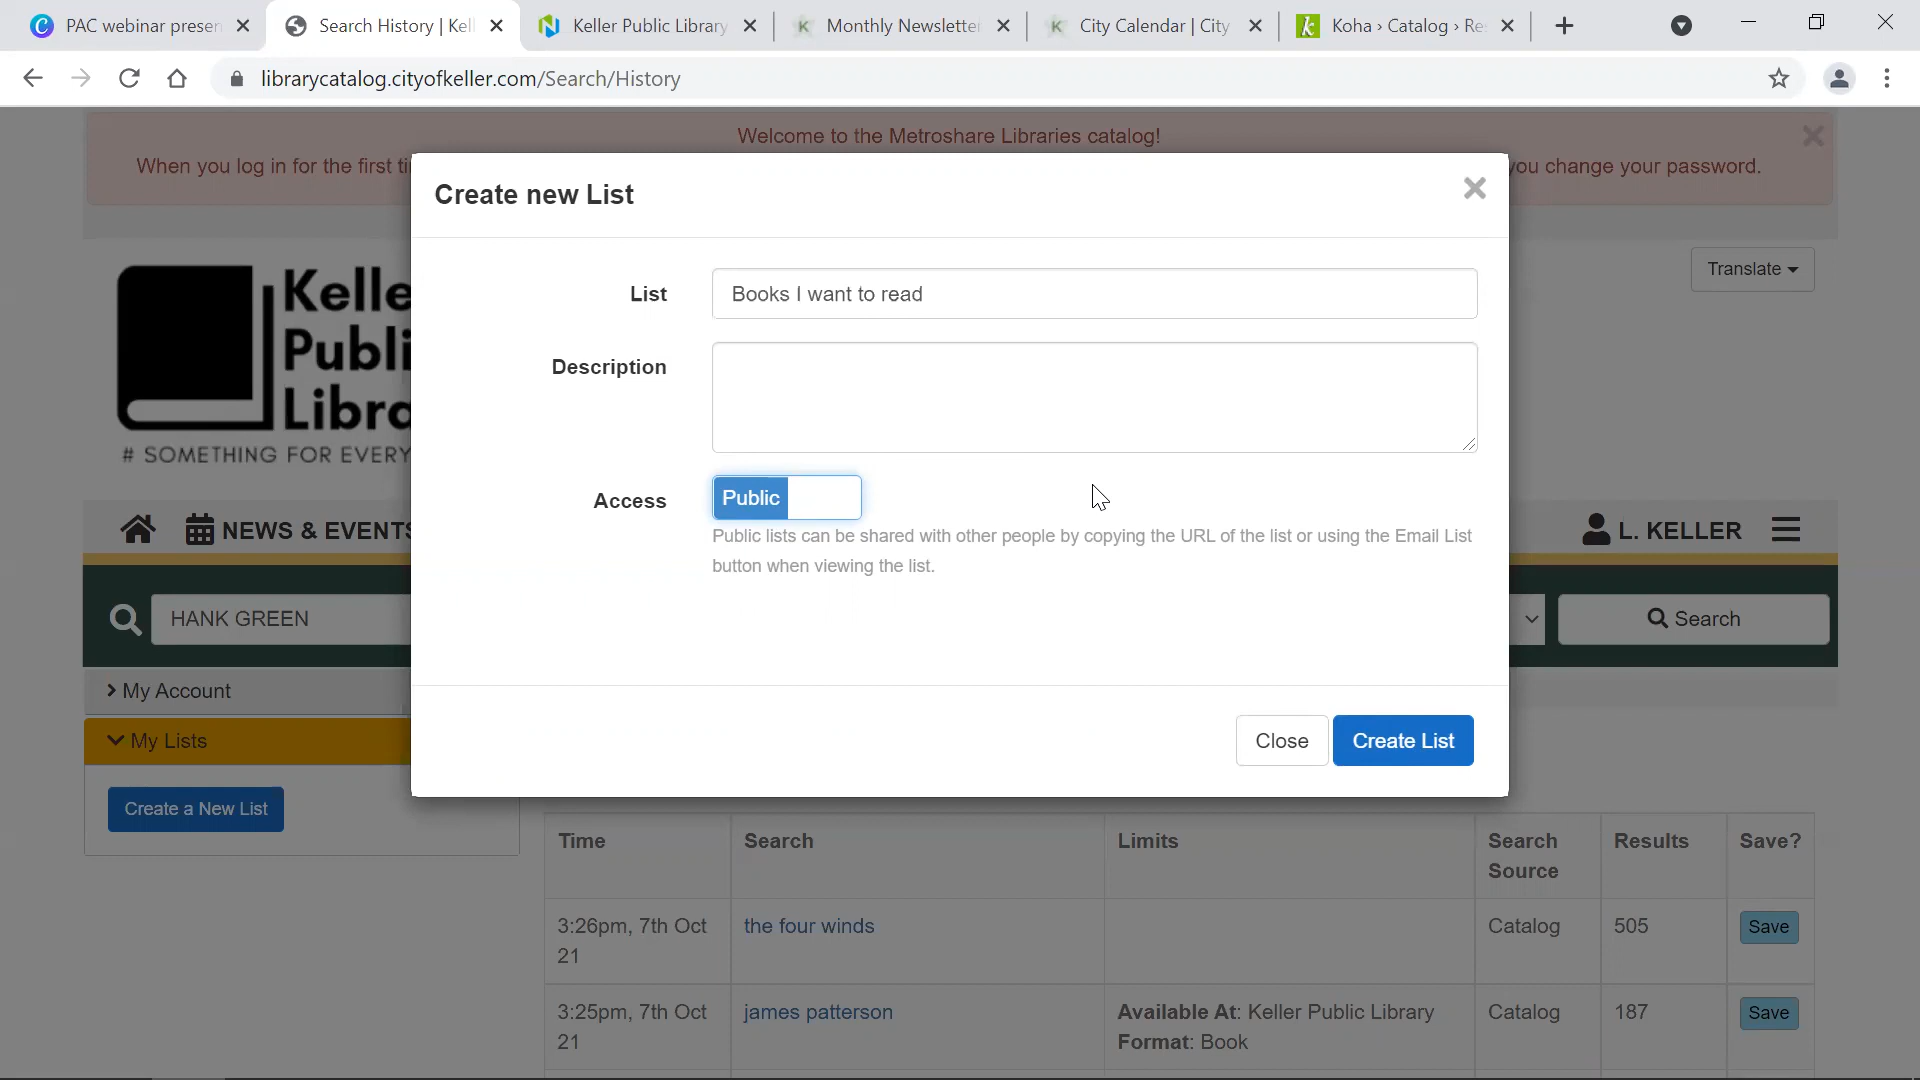 PAC webinar presen
Search History | Kell
Keller Public Library
Monthly Newsletter
City Calendar | City
Koha › Catalog › Re
librarycatalog.cityofkeller.com/Search/History
Welcome to the Metroshare Libraries catalog!
When you log in for the first ti
you change your password.
Create new List
Translate
Kelle
Publi
Libra
# SOMETHING FOR EVERY
List
Books I want to read
Description
Access
Public
Public lists can be shared with other people by copying the URL of the list or using the Email List
button when viewing the list.
NEWS & EVENTS
L. KELLER
HANK GREEN
Search
My Account
My Lists
Close
Create List
Create a New List
Time
Search
Limits
Search
Source
Results
Save?
3:26pm, 7th Oct
21
the four winds
Catalog
505
Save
3:25pm, 7th Oct
21
james patterson
Available At: Keller Public Library
Format: Book
Catalog
187
Save